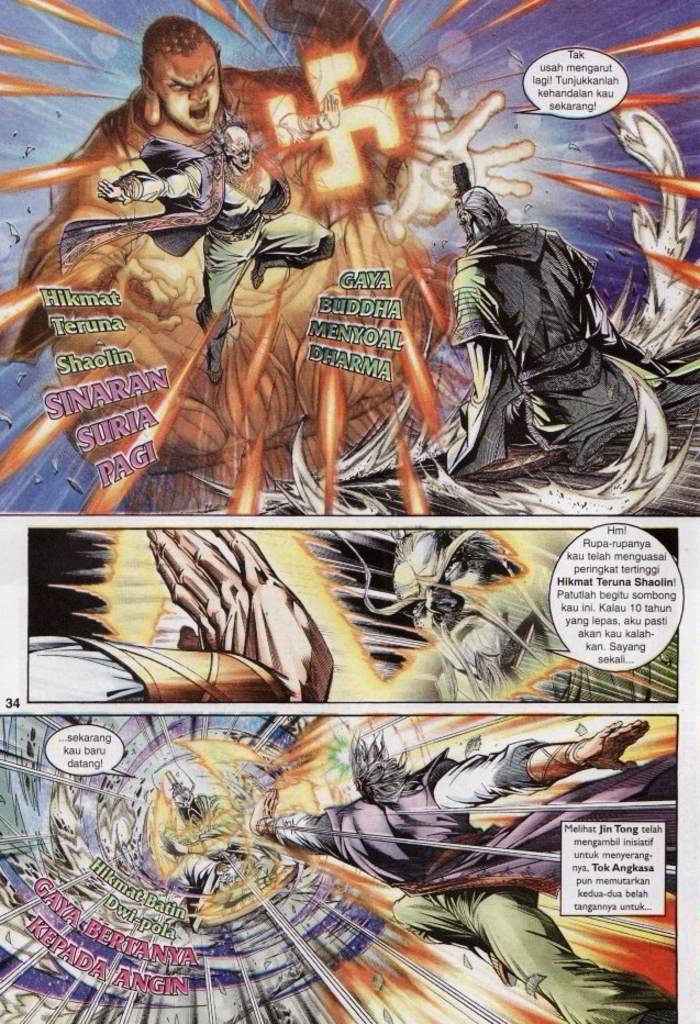 Tak
usah mengarut
lagi! Tunjukkanlah
kehandalan kau
sekarang!
Hikmat
Teruna
Shaolin
SINARAN
SURIA
PAGI
GAYA
BUDDHA
MENYOAL
DHARMA
Hm!
Rupa-rupanya
kau telah menguasai
peringkat tertinggi
Hikmat Teruna Shaolin!
Patutlah begitu sombong
kau ini. Kalau 10 tahun
yang lepas, aku pasti
akan kau kalah-
kan. Sayang
sekali...
34
...sekarang
kau baru
datang!
Melihat Jin Tong telah
mengambil inisiatif
untuk menyerang-
nya, Tok Angkasa
pun memutarkan
kedua-dua belah
tangannya untuk...
Hikmat Batin
Dwi-pola
GAYA BERTANYA
KEPADA ANGIN